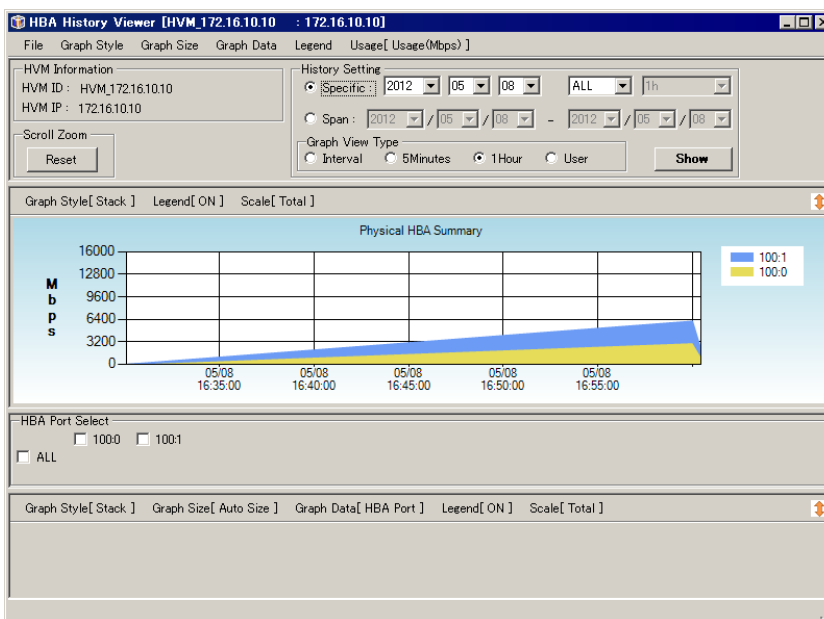 HBA History Viewer [HVM_172.16.10.10 : 172.16.10.10]
File Graph Style Graph Size Graph Data Legend Usage[ Usage(Mbps) ]
HVM Information
HVM ID : HVM_172.16.10.10
HVM IP : 172.16.10.10
Scroll Zoom
Reset
History Setting
Specific : 2012 05 08 ALL 1h
Span : 2012 / 05 / 08 - 2012 / 05 / 08
Graph View Type
Interval 5Minutes 1Hour User
Show
Graph Style[ Stack ] Legend[ ON ] Scale[ Total ]
Physical HBA Summary
Mbps
16000
12800
9600
6400
3200
0
05/08 05/08 05/08 05/08 05/08
16:35:00 16:40:00 16:45:00 16:50:00 16:55:00
100:1
100:0
HBA Port Select
100:0 100:1
ALL
Graph Style[ Stack ] Graph Size[ Auto Size ] Graph Data[ HBA Port ] Legend[ ON ] Scale[ Total ]